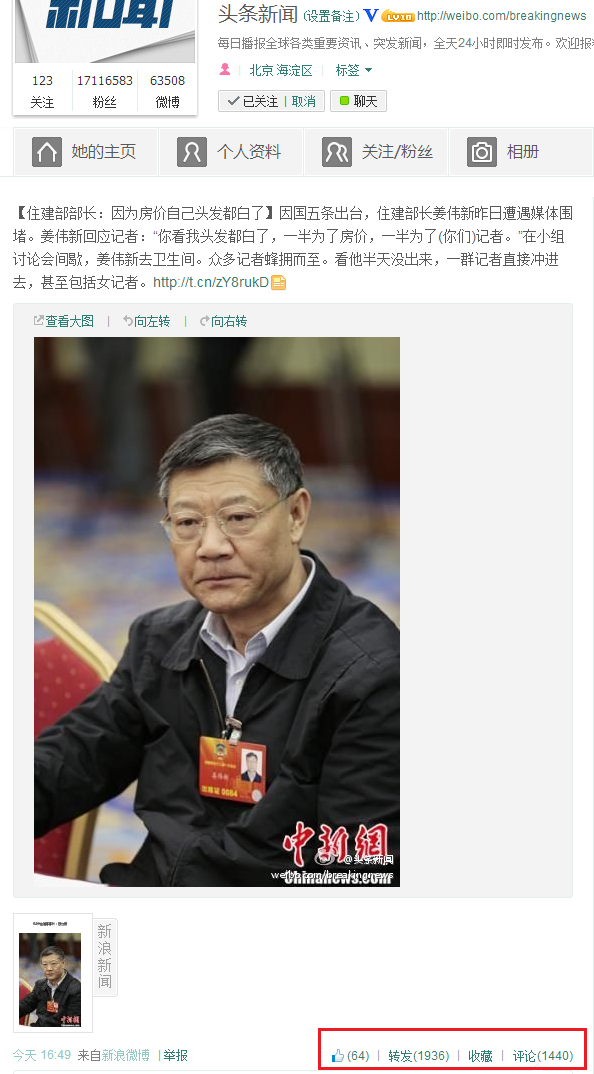 新闻
头条新闻 (设置备注) V http://weibo.com/breakingnews
每日播报全球各类重要资讯、突发新闻，全天24小时即时发布。欢迎报
123 17116583 63508
关注 粉丝 微博
北京 海淀区 | 标签
已关注 | 取消 聊天
她的主页 个人资料 关注/粉丝 相册
【住建部部长：因为房价自己头发都白了】因国五条出台，住建部长姜伟新昨日遭遇媒体围
堵。姜伟新回应记者：“你看我头发都白了，一半为了房价，一半为了(你们)记者。”在小组
讨论会间歇，姜伟新去卫生间。众多记者蜂拥而至。看他半天没出来，一群记者直接冲进
去，甚至包括女记者。http://t.cn/zY8rukD
查看大图 | 向左转 | 向右转
姜伟新
出席证 0084
中新網
@头条新闻
weibo.com/breakingnews
Chinanews.com
新浪新闻
(64) | 转发(1936) | 收藏 | 评论(1440)
今天 16:49 来自新浪微博 | 举报